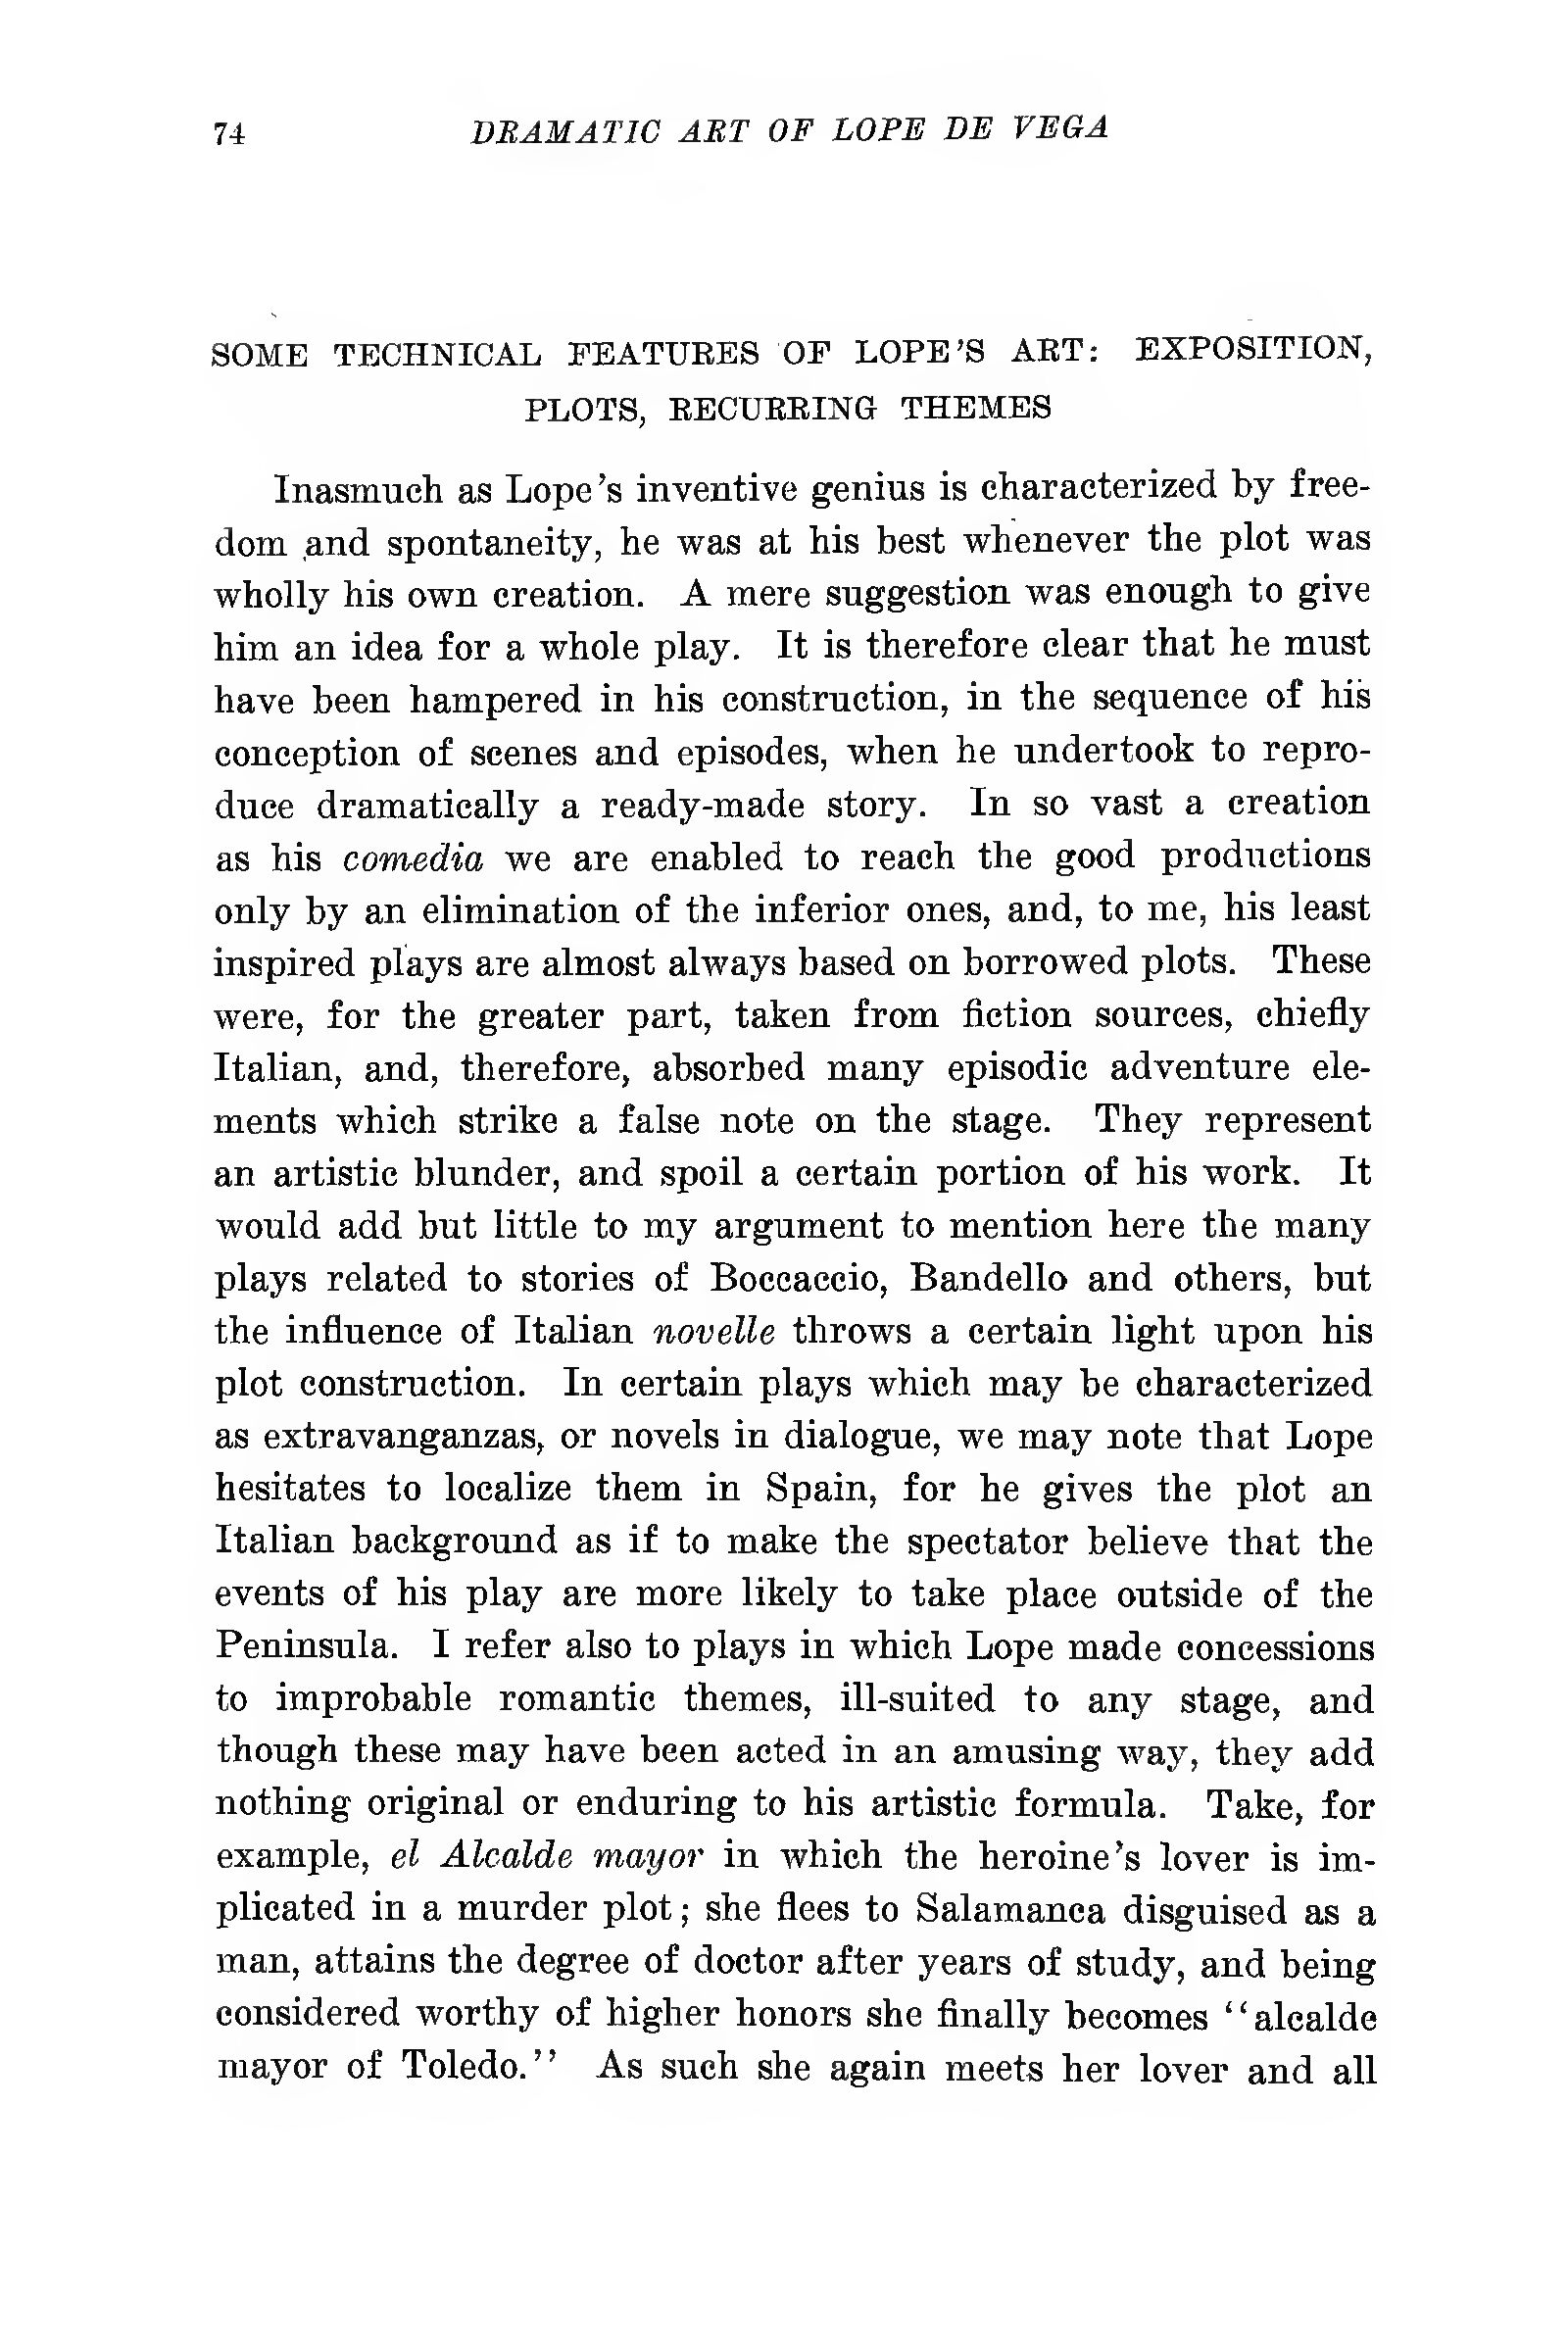 74 DRAMATIC ART OF LOPE DE VEGA
SOME TECHNICAL FEATURES OF LOPE'S ART: EXPOSITION,
PLOTS, RECURRING THEMES
Inasmuch as Lope's inventive genius is characterized by free-
dom and spontaneity, he was at his best whenever the plot was
wholly his own creation. A mere suggestion was enough to give
him an idea for a whole play. It is therefore clear that he must
have been hampered in his construction, in the sequence of his
conception of scenes and episodes, when he undertook to repro-
duce dramatically a ready-made story. In so vast a creation
as his comedia we are enabled to reach the good productions
only by an elimination of the inferior ones, and, to me, his least
inspired plays are almost always based on borrowed plots. These
were, for the greater part, taken from fiction sources, chiefly
Italian, and, therefore, absorbed many episodic adventure ele-
ments which strike a false note on the stage. They represent
an artistic blunder, and spoil a certain portion of his work. It
would add but little to my argument to mention here the many
plays related to stories of Boccaccio, Bandello and others, but
the influence of Italian novelle throws a certain light upon his
plot construction. In certain plays which may be characterized
as extravanganzas, or novels in dialogue, we may note that Lope
hesitates to localize them in Spain, for he gives the plot an
Italian background as if to make the spectator believe that the
events of his play are more likely to take place outside of the
Peninsula. I refer also to plays in which Lope made concessions
to improbable romantic themes, ill-suited to any stage, and
though these may have been acted in an amusing way, they add
nothing original or enduring to his artistic formula. Take, for
example, el Alcalde mayor in which the heroine's lover is im-
plicated in a murder plot; she flees to Salamanca disguised as a
man, attains the degree of doctor after years of study, and being
considered worthy of higher honors she finally becomes "alcalde
mayor of Toledo." As such she again meets her lover and all